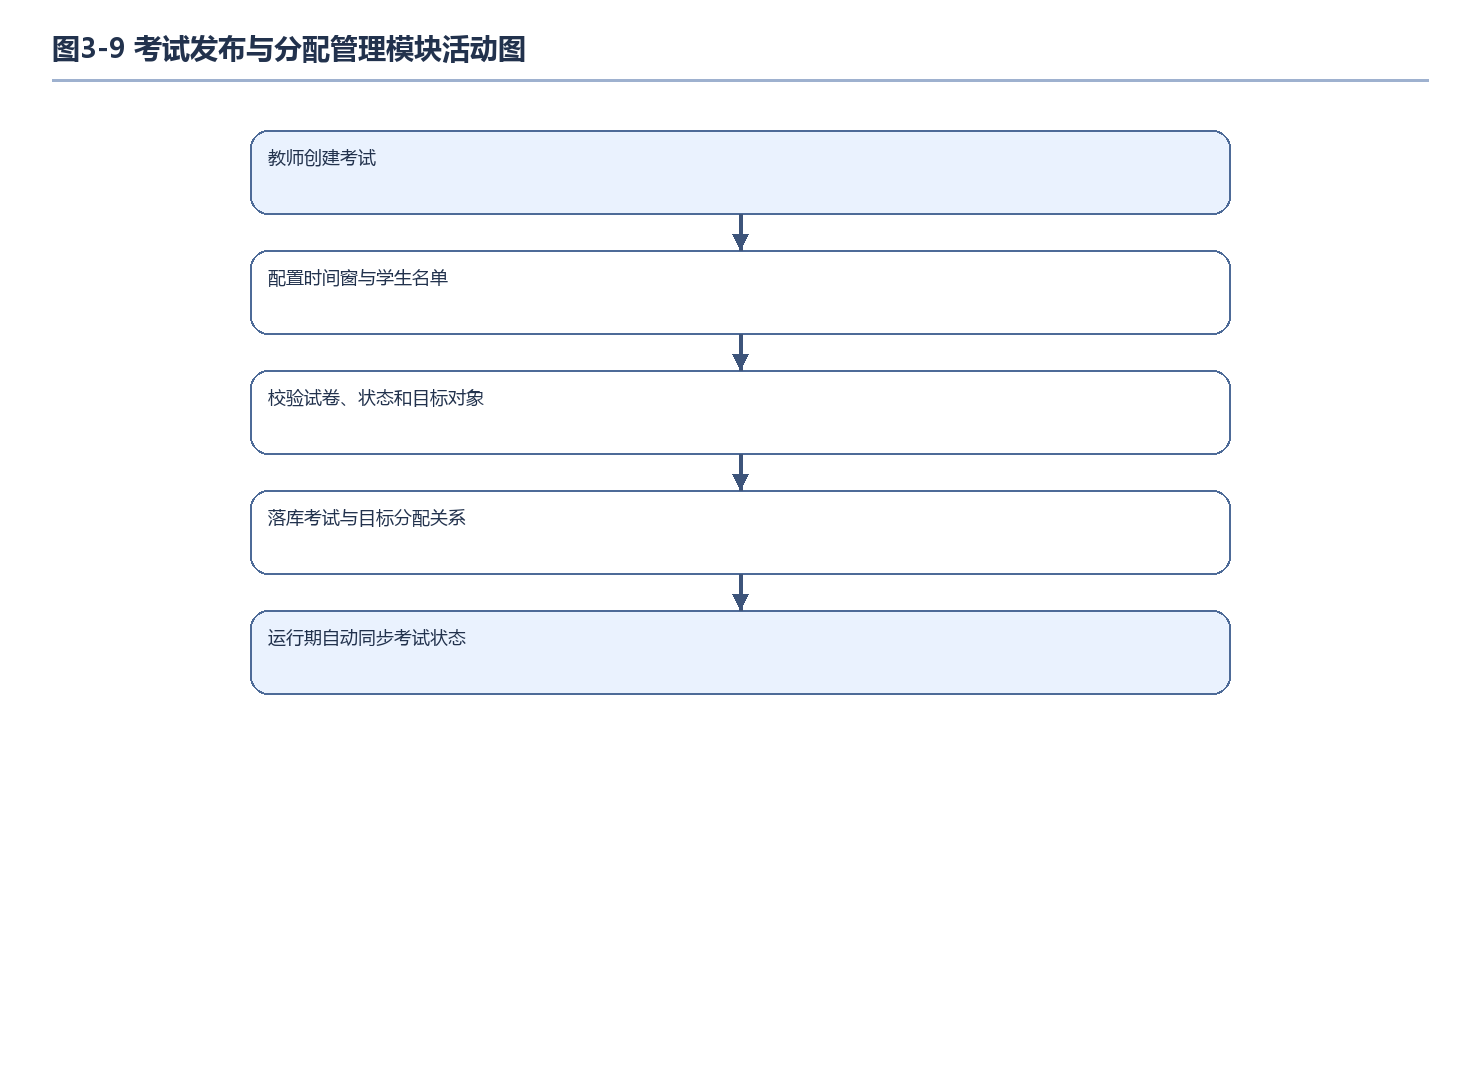 图3-9 考试发布与分配管理模块活动图
教师创建考试
配置时间窗与学生名单
校验试卷、状态和目标对象
落库考试与目标分配关系
运行期自动同步考试状态